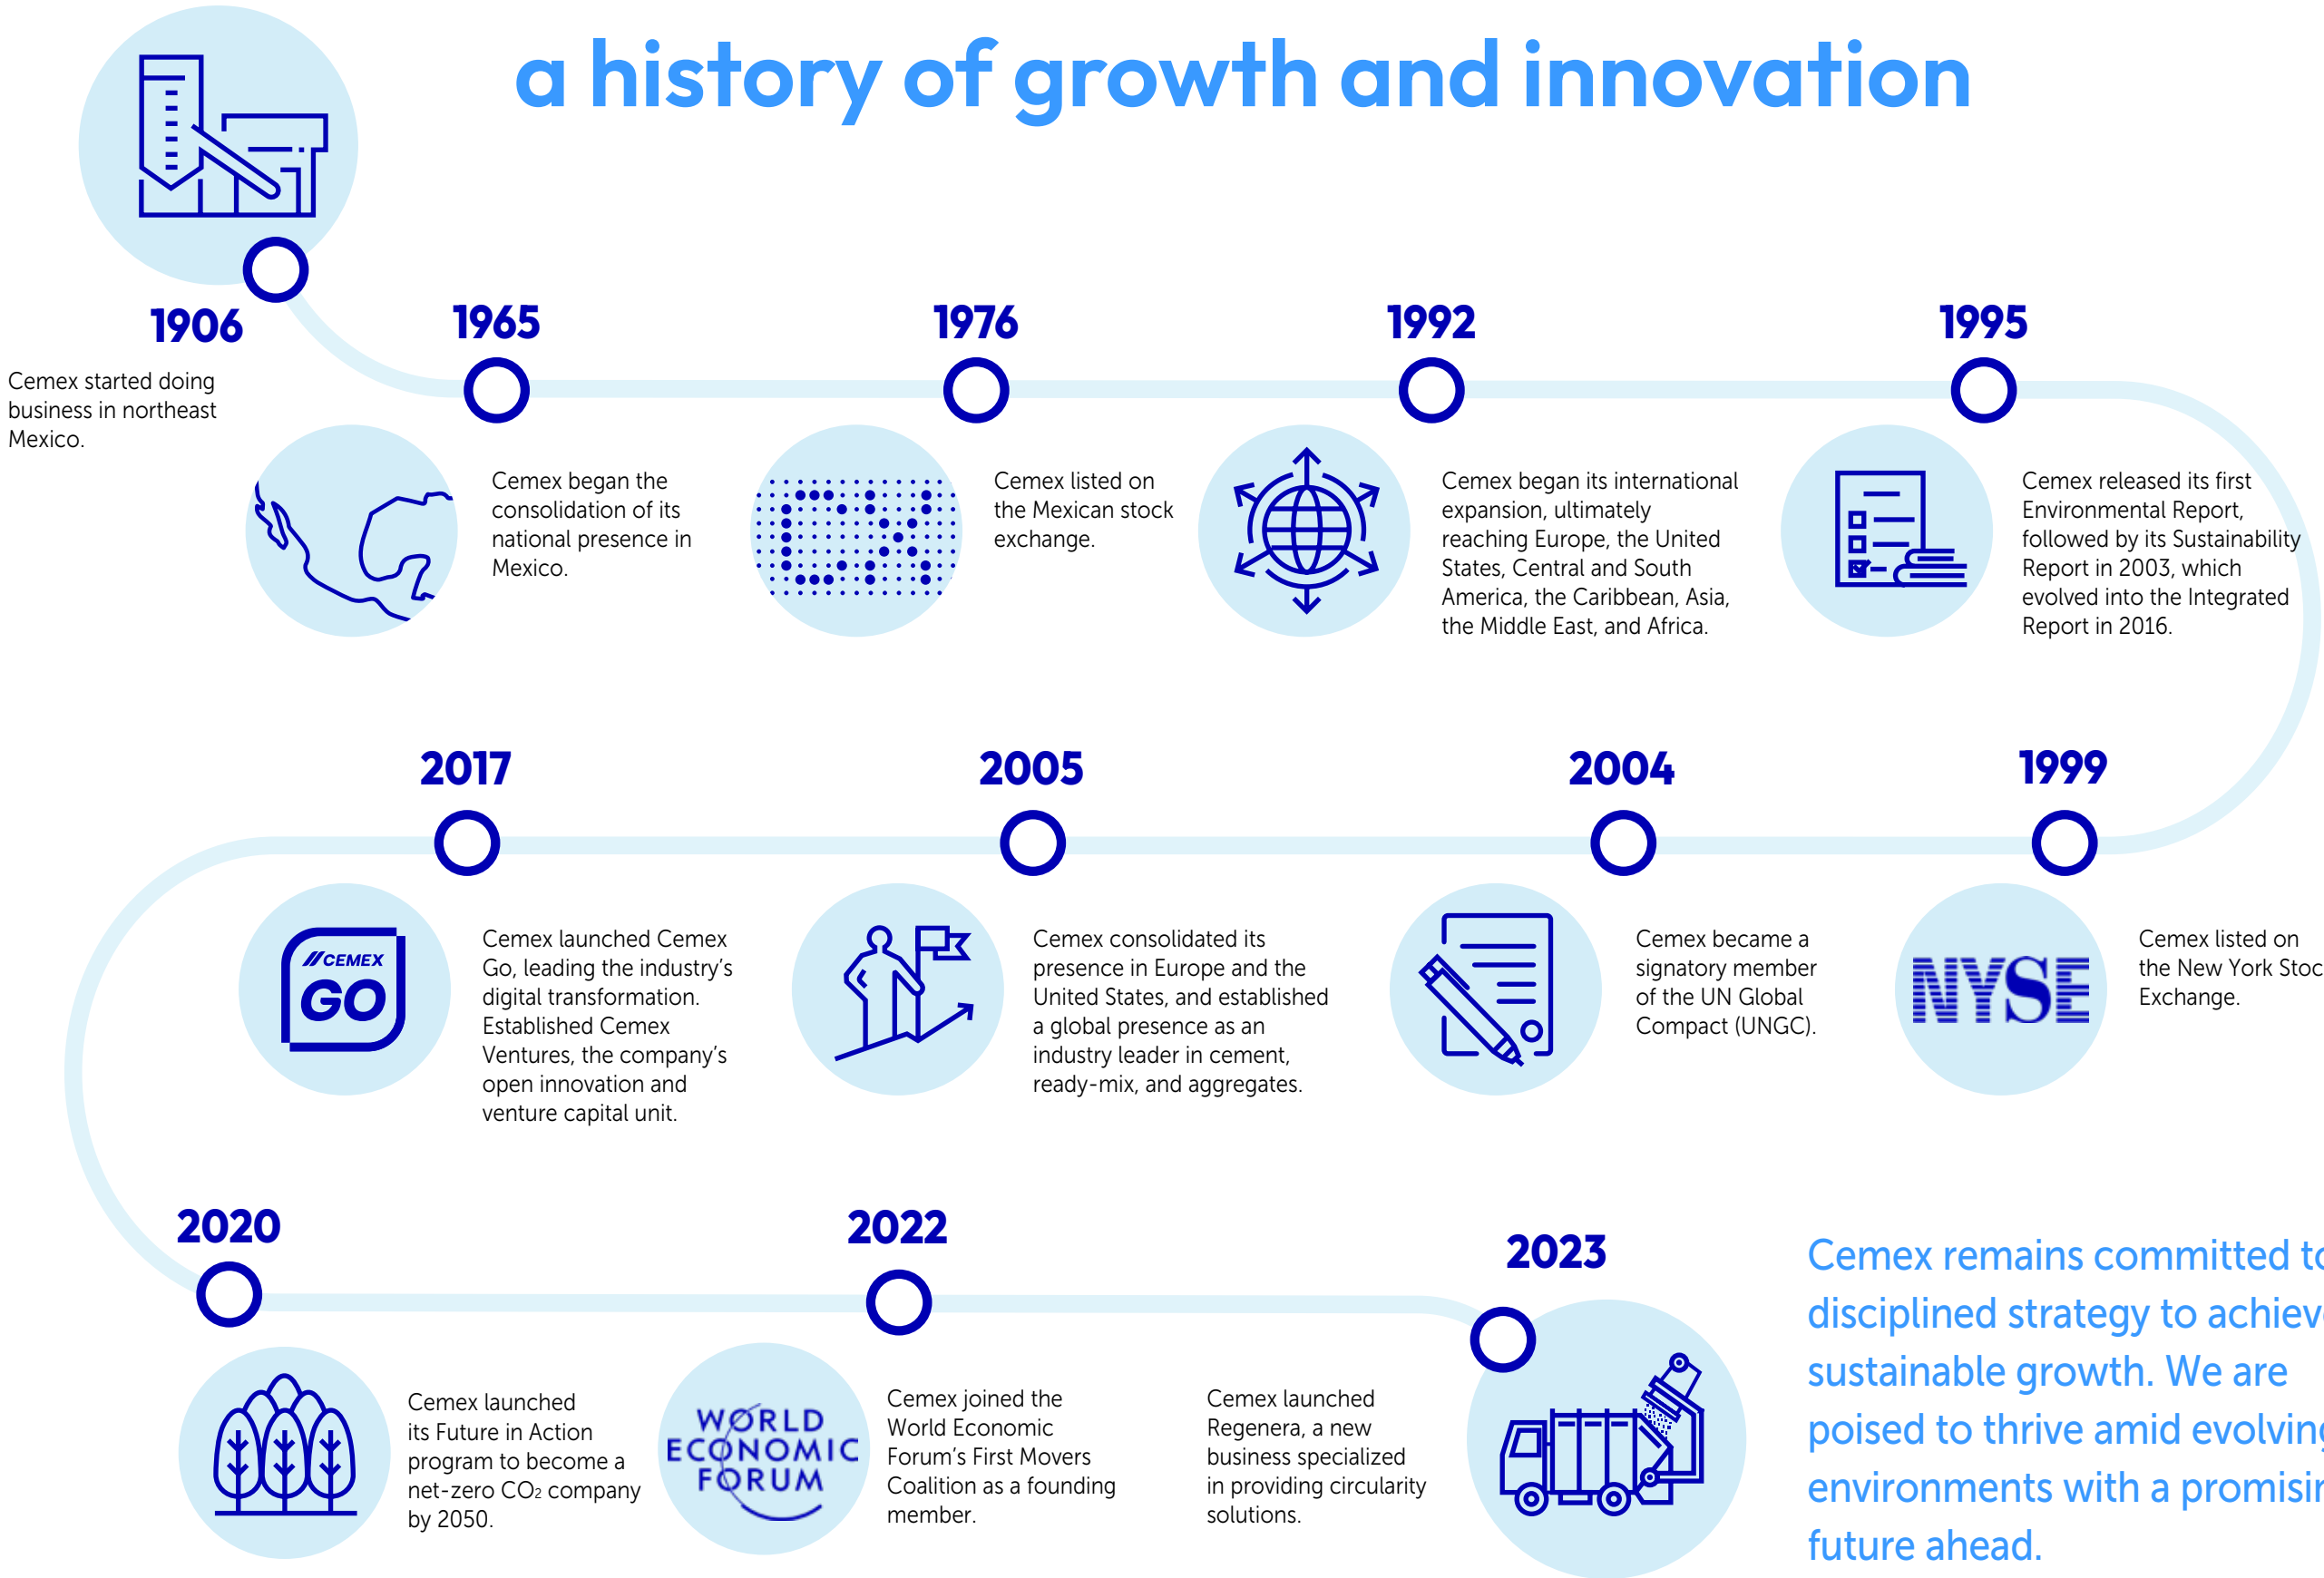 a history of growth and innovation
1906
Cemex started doing
business in northeast
Mexico.
1965
Cemex began the
consolidation of its
national presence in
Mexico.
1976
CX
Cemex listed on
the Mexican stock
exchange.
1992
Cemex began its international
expansion, ultimately
reaching Europe, the United
States, Central and South
America, the Caribbean, Asia,
the Middle East, and Africa.
1995
Cemex released its first
Environmental Report,
followed by its Sustainability
Report in 2003, which
evolved into the Integrated
Report in 2016.
1999
NYSE
Cemex listed on
the New York Stoc
Exchange.
2004
Cemex became a
signatory member
of the UN Global
Compact (UNGC).
2005
Cemex consolidated its
presence in Europe and the
United States, and established
a global presence as an
industry leader in cement,
ready-mix, and aggregates.
2017
CEMEX
GO
Cemex launched Cemex
Go, leading the industry’s
digital transformation.
Established Cemex
Ventures, the company’s
open innovation and
venture capital unit.
2020
Cemex launched
its Future in Action
program to become a
net-zero CO₂ company
by 2050.
2022
WORLD
ECONOMIC
FORUM
Cemex joined the
World Economic
Forum’s First Movers
Coalition as a founding
member.
2023
Cemex launched
Regenera, a new
business specialized
in providing circularity
solutions.
Cemex remains committed to
disciplined strategy to achieve
sustainable growth. We are
poised to thrive amid evolving
environments with a promisin
future ahead.